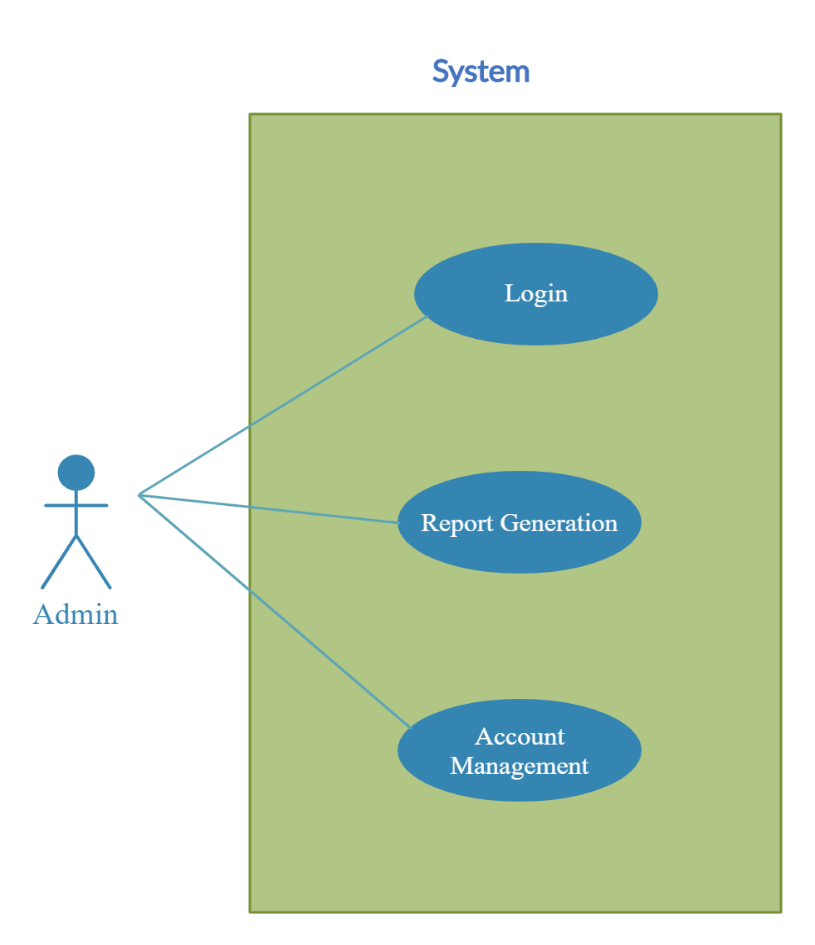 System
Login
Report Generation
Admin
Account
Management